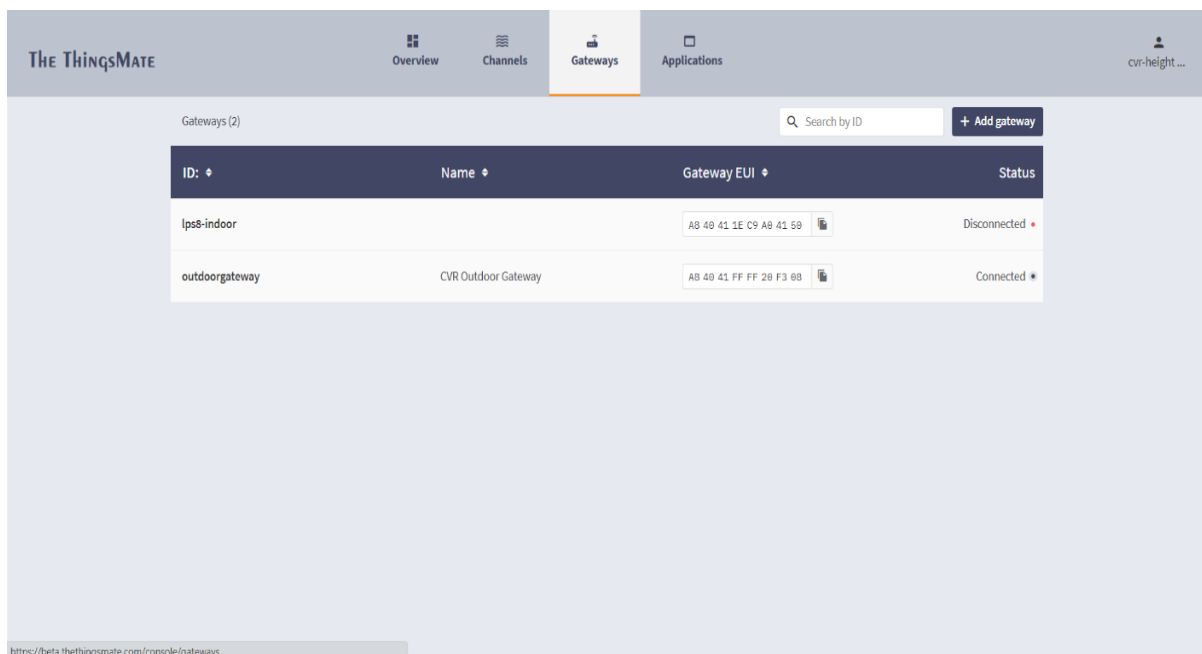 THE THINGSMATE
Overview
Channels
Gateways
Applications
cvr-height ...
Gateways (2)
Search by ID
+ Add gateway
ID: Name Gateway EUI Status
lps8-indoor A8 40 41 1E C9 A0 41 50 Disconnected
outdoorgateway CVR Outdoor Gateway A8 40 41 FF FF 20 F3 08 Connected
https://beta.thethingsmate.com/console/gateways